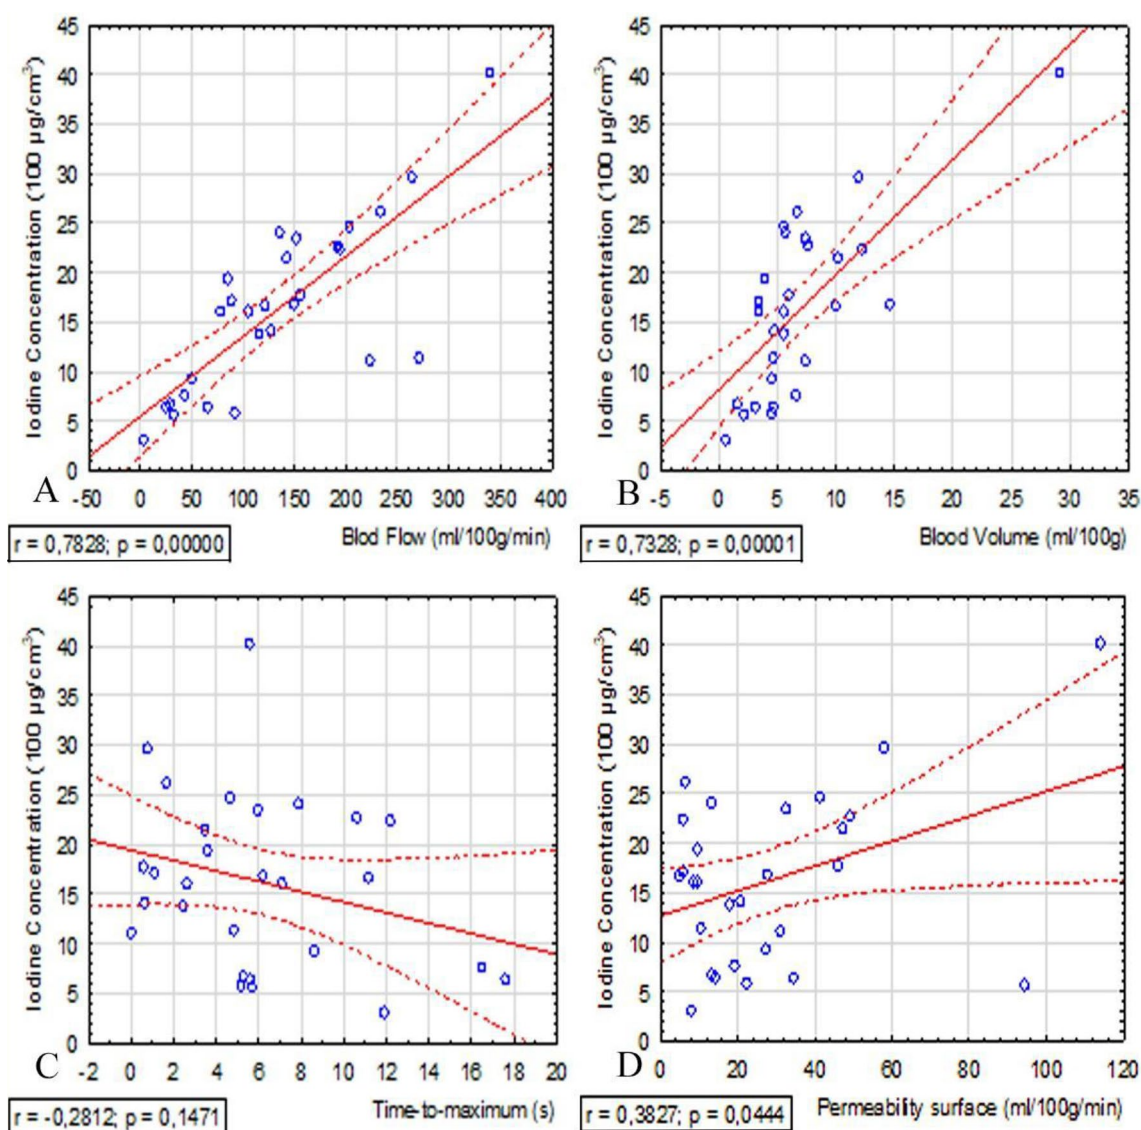 Iodine Concentration (100 µg/cm³)
45
40
35
30
25
20
15
10
5
0
A
-50 0 50 100 150 200 250 300 350 400
r = 0,7828; p = 0,00000
Blod Flow (ml/100g/min)
Iodine Concentration (100 µg/cm³)
45
40
35
30
25
20
15
10
5
0
B
-5 0 5 10 15 20 25 30 35
r = 0,7328; p = 0,00001
Blood Volume (ml/100g)
Iodine Concentration (100 µg/cm³)
45
40
35
30
25
20
15
10
5
0
C
-2 0 2 4 6 8 10 12 14 16 18 20
r = -0,2812; p = 0,1471
Time-to-maximum (s)
Iodine Concentration (100 µg/cm³)
45
40
35
30
25
20
15
10
5
0
D
0 20 40 60 80 100 120
r = 0,3827; p = 0,0444
Permeability surface (ml/100g/min)